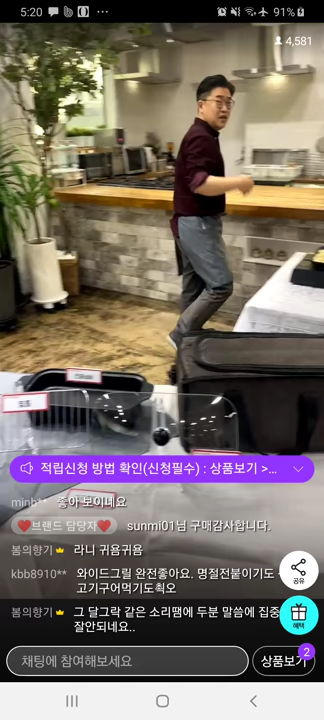 5:20
91%
4,581
적립신청 방법 확인(신청필수) : 상품보기 >...
minb** 좋아 보이네요
❤️브랜드 담당자❤️ sunmi01님 구매감사합니다.
봄의향기 라니 귀욤귀욤
kbb8910** 와이드그릴 완전좋아요. 명절전붙이기도
고기구어먹기도췩오
공유
봄의향기 그 달그락 같은 소리땜에 두분 말씀에 집중
잘안되네요..
혜택
2
채팅에 참여해보세요
상품보기